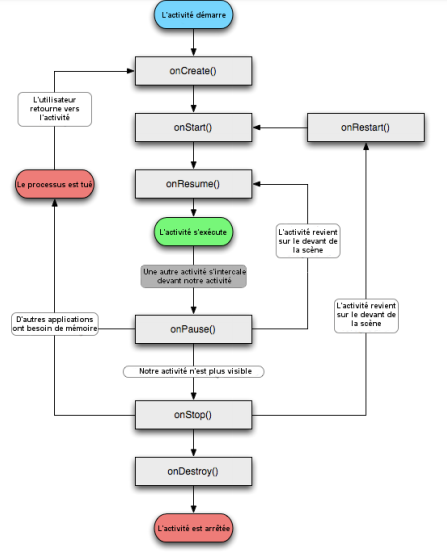 L'activité démarre
onCreate()
L'utilisateur
retourne vers
l'activité
onStart()
onRestart()
onResume()
Le processus est tué
L'activité s'exécute
L'activité revient
sur le devant de
la scène
Une autre activité s'intercale
devant notre activité
D'autres applications
ont besoin de mémoire
onPause()
L'activité revient
sur le devant de
la scène
Notre activité n'est plus visible
onStop()
onDestroy()
L'activité est arrêtée